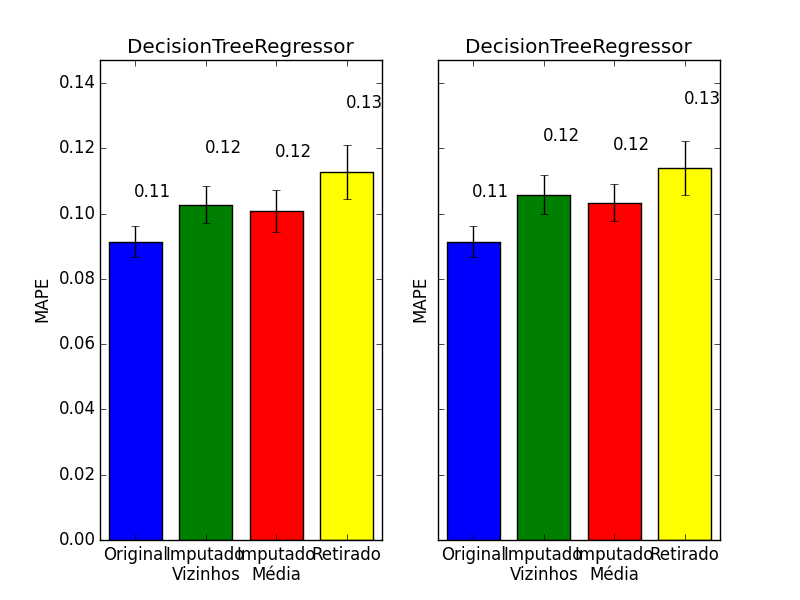 DecisionTreeRegressor
0.14
0.12
0.10
0.08
0.06
0.04
0.02
0.00
MAPE
0.11
0.12
0.12
0.13
Original
Imputado
Vizinhos
Imputado
Média
Retirado
DecisionTreeRegressor
MAPE
0.11
0.12
0.12
0.13
Original
Imputado
Vizinhos
Imputado
Média
Retirado